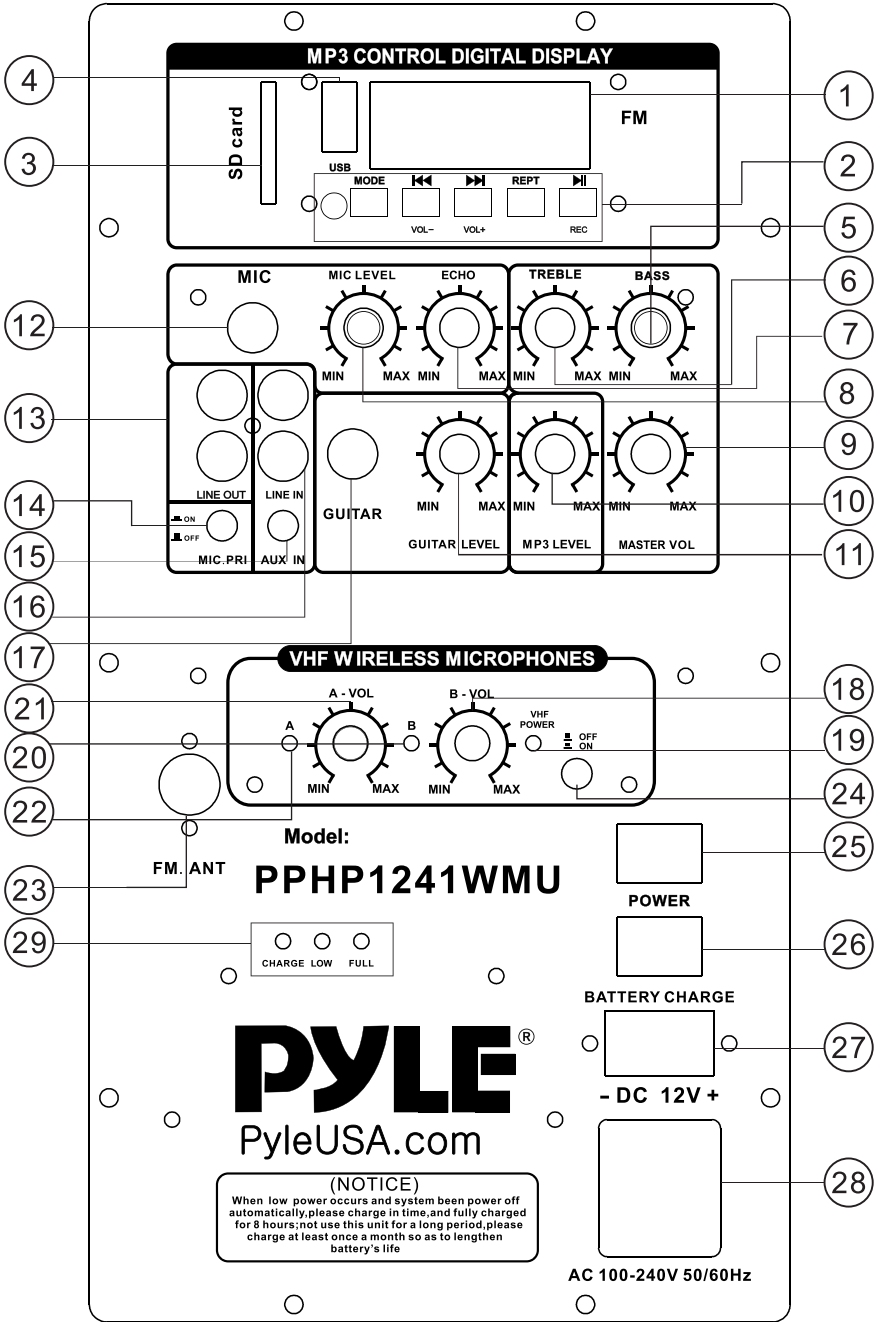 MP3 CONTROL DIGITAL DISPLAY
4
1
SD card
FM
3
USB
2
MODE
REPT
VOL–
VOL+
REC
5
MIC
MIC LEVEL
ECHO
TREBLE
BASS
6
12
7
MIN MAX MIN MAX MIN MAX MIN MAX
8
13
9
LINE OUT
LINE IN
14
ON
OFF
GUITAR
MIN MAX MIN MAX MIN MAX
10
15
MIC.PRI
AUX IN
GUITAR LEVEL
MP3 LEVEL
MASTER VOL
11
16
17
VHF WIRELESS MICROPHONES
18
21
A - VOL
B - VOL
A
B
VHF
POWER
OFF
ON
19
20
MIN MAX MIN MAX
22
24
Model:
25
FM. ANT
PPHP1241WMU
23
POWER
29
CHARGE LOW FULL
26
BATTERY CHARGE
PYLE®
27
– DC 12V +
PyleUSA.com
(NOTICE)
When low power occurs and system been power off
automatically,please charge in time,and fully charged
for 8 hours;not use this unit for a long period,please
charge at least once a month so as to lengthen
battery's life
28
AC 100-240V 50/60Hz